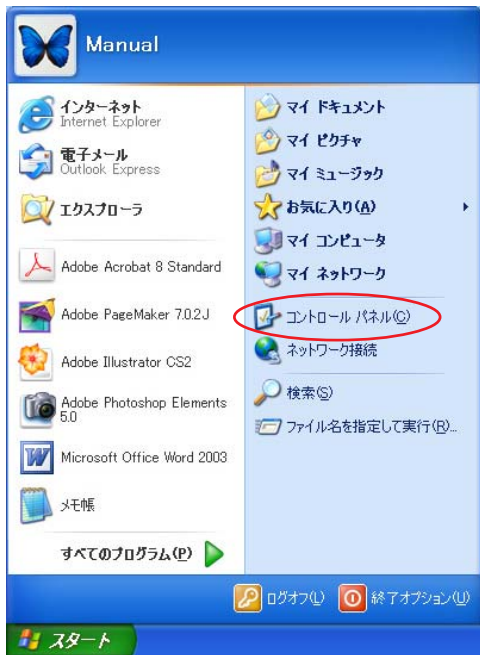 Manual
インターネット
Internet Explorer
電子メール
Outlook Express
エクスプローラ
Adobe Acrobat 8 Standard
Adobe PageMaker 7.0.2J
Adobe Illustrator CS2
Adobe Photoshop Elements
5.0
Microsoft Office Word 2003
メモ帳
すべてのプログラム(P)
マイ ドキュメント
マイ ピクチャ
マイ ミュージック
お気に入り(A)
マイ コンピュータ
マイ ネットワーク
コントロール パネル(C)
ネットワーク接続
検索(S)
ファイル名を指定して実行(R)...
ログオフ(L)
終了オプション(U)
スタート